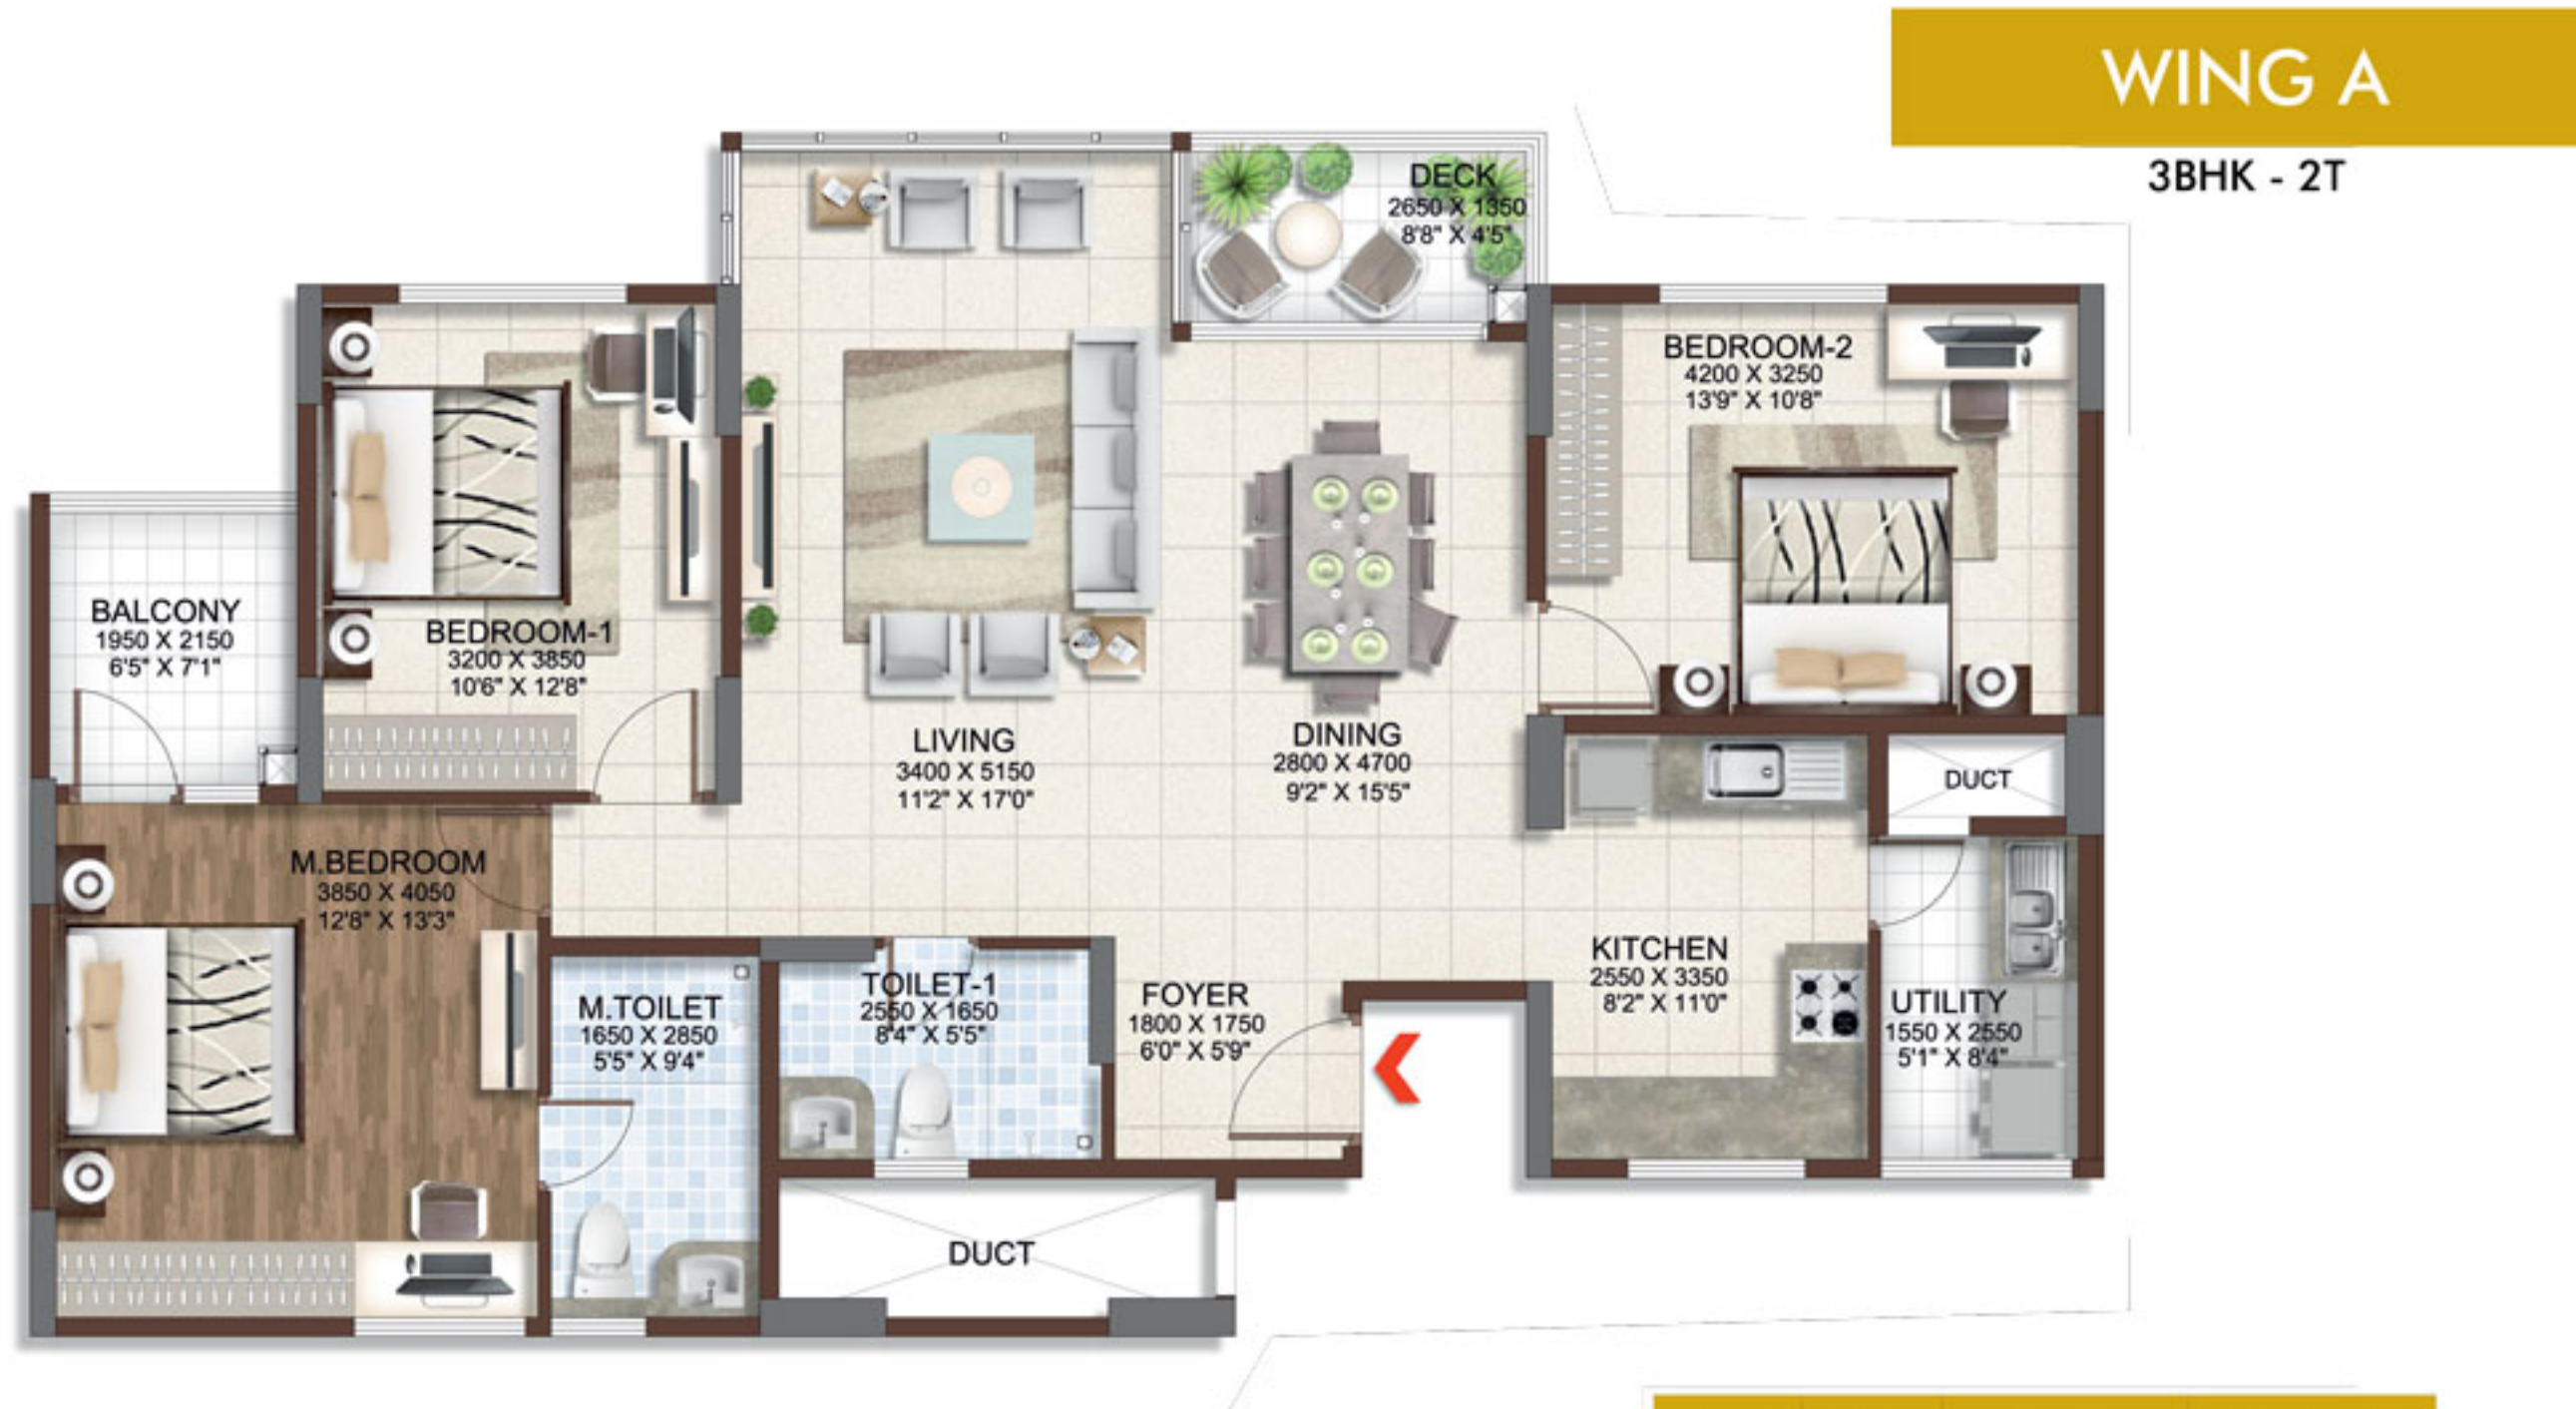 WING A
3BHK - 2T
DECK
2650 X 1350
8'8" X 4'5"
BEDROOM-2
4200 X 3250
13'9" X 10'8"
BALCONY
1950 X 2150
6'5" X 7'1"
BEDROOM-1
3200 X 3850
10'6" X 12'8"
LIVING
3400 X 5150
11'2" X 17'0"
DINING
2800 X 4700
9'2" X 15'5"
DUCT
M.BEDROOM
3850 X 4050
12'8" X 13'3"
M.TOILET
1650 X 2850
5'5" X 9'4"
TOILET-1
2550 X 1650
8'4" X 5'5"
FOYER
1800 X 1750
6'0" X 5'9"
KITCHEN
2550 X 3350
8'2" X 11'0"
UTILITY
1550 X 2550
5'1" X 8'4"
DUCT